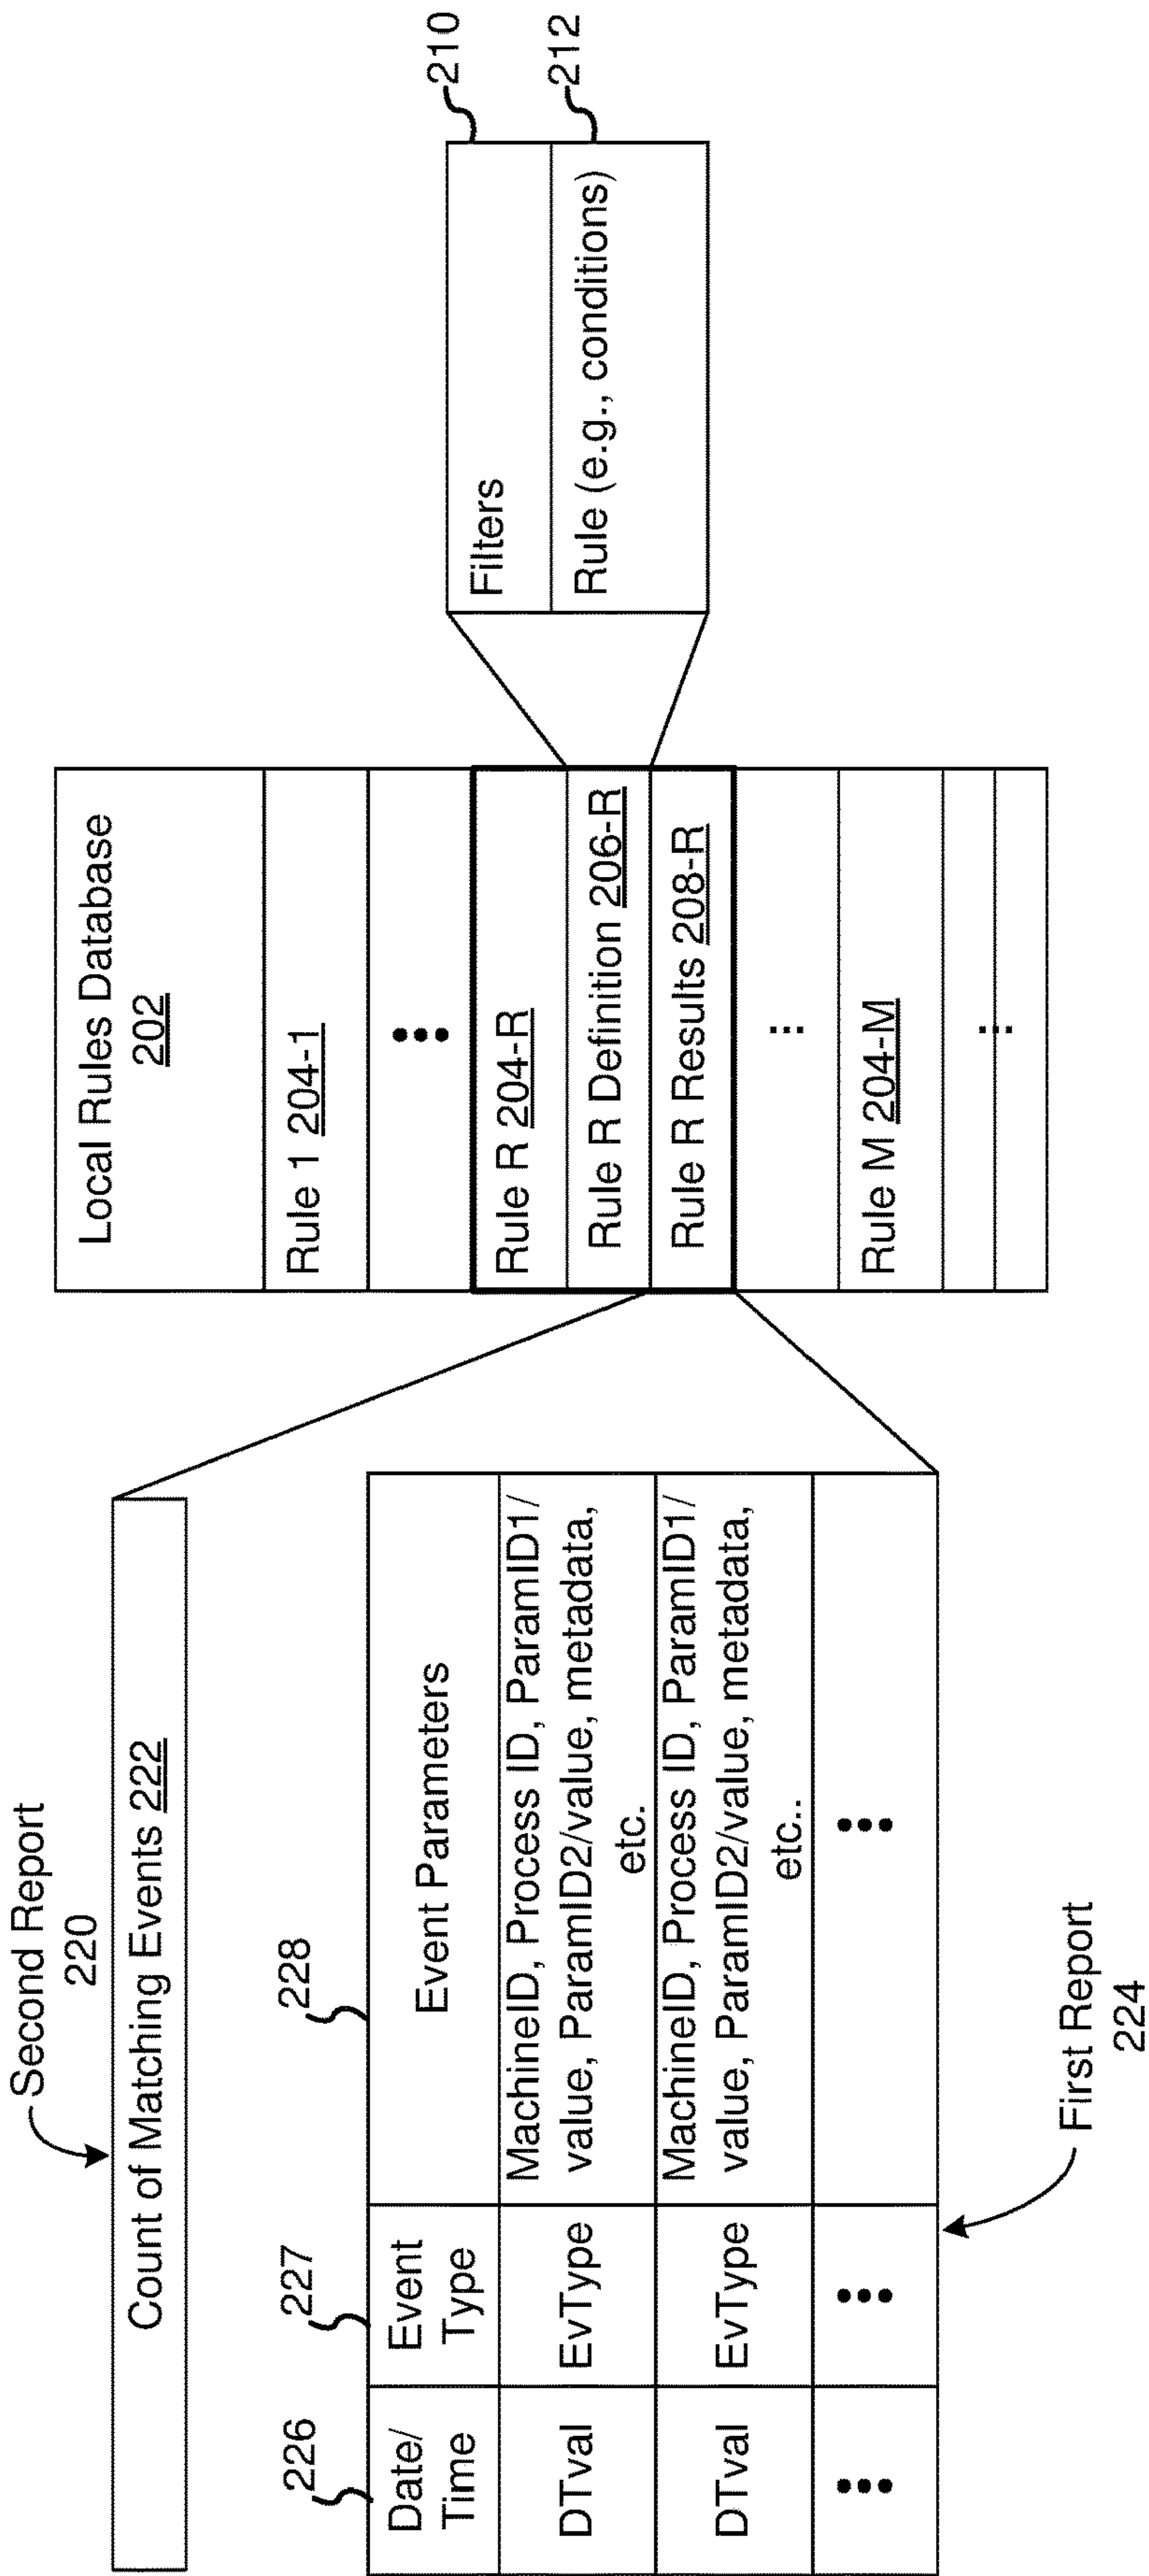 Second Report
220
Count of Matching Events 222
226
227
228
Date/
Time
Event
Type
Event Parameters
DTval
EvType
MachineID, Process ID, ParamID1/
value, ParamID2/value, metadata,
etc.
DTval
EvType
MachineID, Process ID, ParamID1/
value, ParamID2/value, metadata,
etc..
First Report
224
Local Rules Database
202
Rule 1 204-1
Rule R 204-R
Rule R Definition 206-R
Rule R Results 208-R
Rule M 204-M
Filters
210
Rule (e.g., conditions)
212